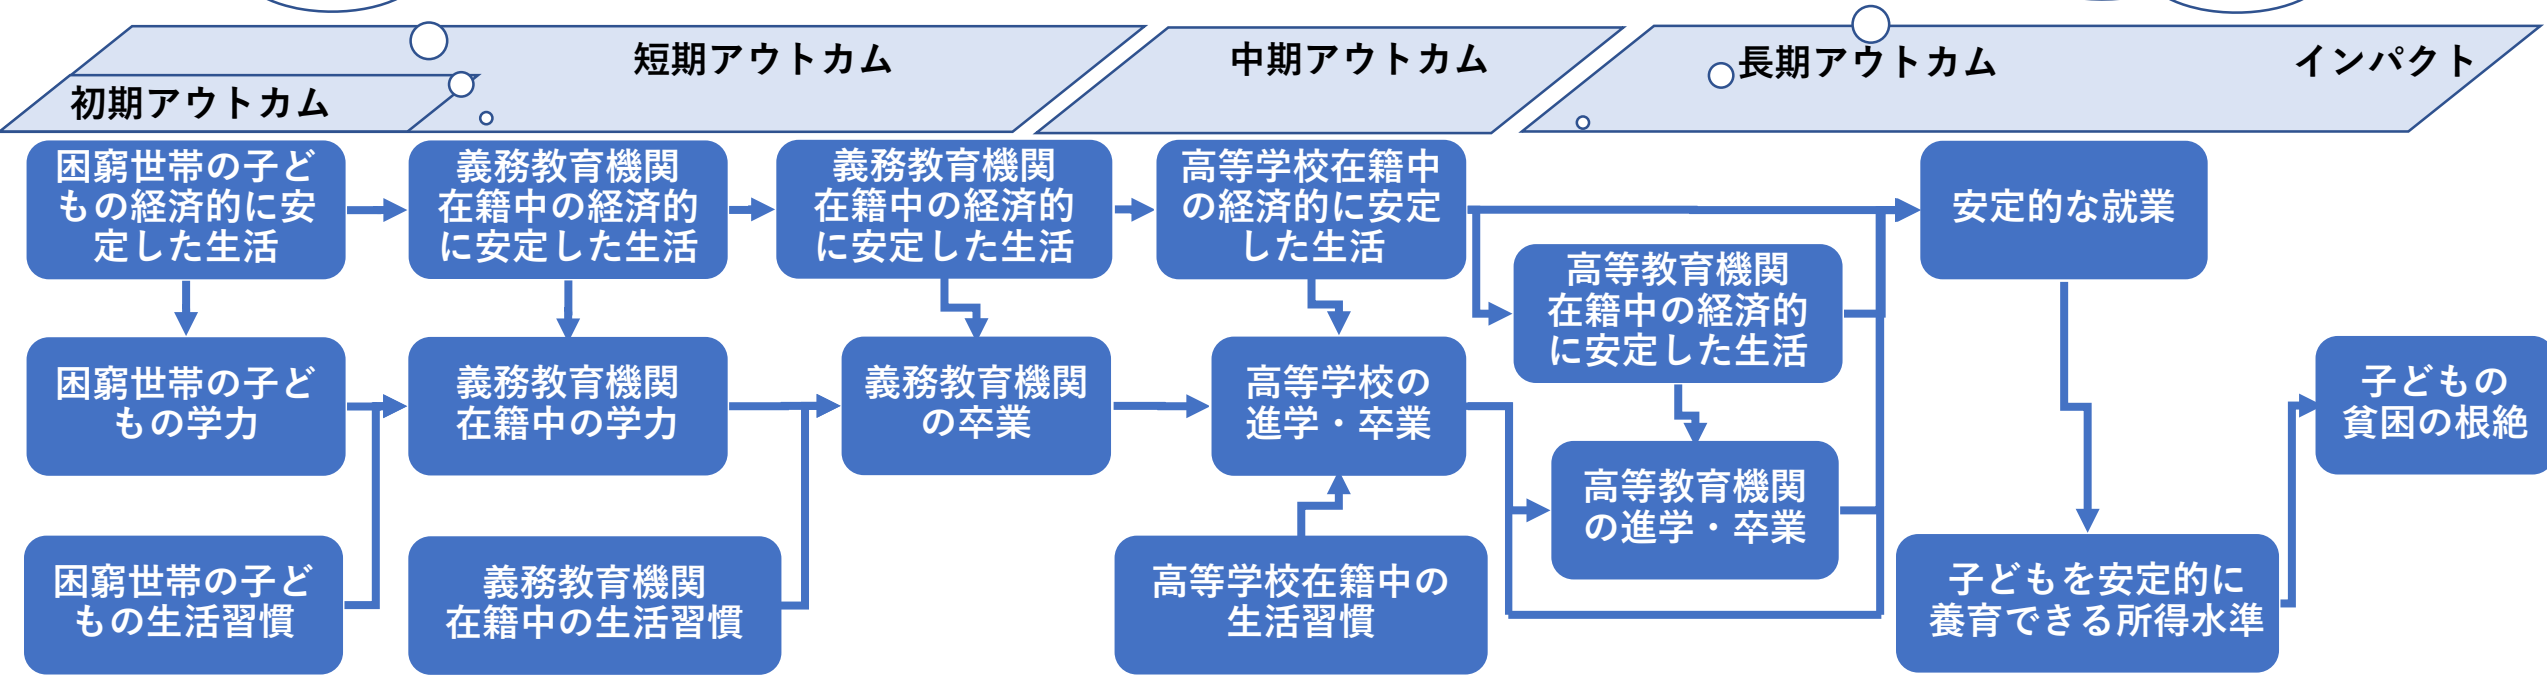 短期アウトカム
中期アウトカム
長期アウトカム
インパクト
初期アウトカム
困窮世帯の子ど
もの経済的に安
定した生活
義務教育機関
在籍中の経済的
に安定した生活
義務教育機関
在籍中の経済的
に安定した生活
高等学校在籍中
の経済的に安定
した生活
安定的な就業
高等教育機関
在籍中の経済的
に安定した生活
困窮世帯の子ど
もの学力
義務教育機関
在籍中の学力
義務教育機関
の卒業
高等学校の
進学・卒業
子どもの
貧困の根絶
高等教育機関
の進学・卒業
困窮世帯の子ど
もの生活習慣
義務教育機関
在籍中の生活習慣
高等学校在籍中の
生活習慣
子どもを安定的に
養育できる所得水準